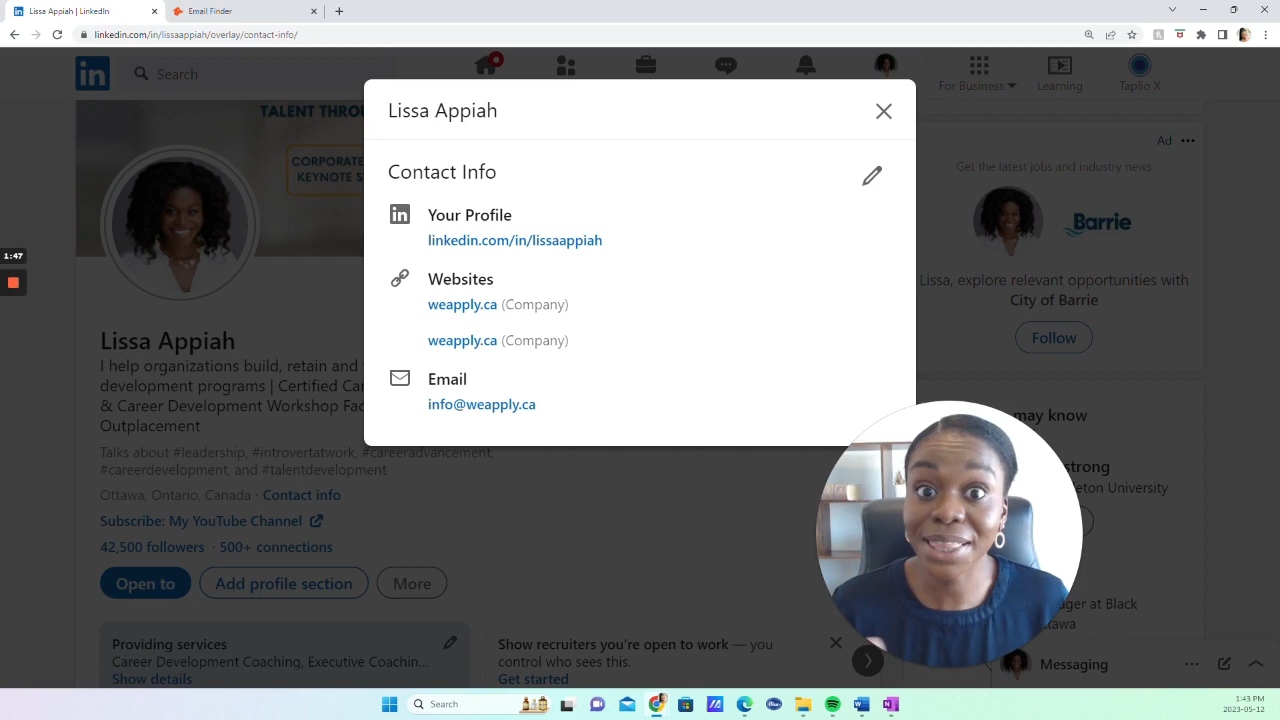 Lissa Appiah | LinkedIn
Email Finder
linkedin.com/in/lissaappiah/overlay/contact-info/
in
Search
For Business
Learning
Taplio X
TALENT THROU
CORPORATE
KEYNOTE S
Lissa Appiah
Contact Info
in
Your Profile
linkedin.com/in/lissaappiah
Websites
weapply.ca (Company)
weapply.ca (Company)
Email
info@weapply.ca
1:47
Lissa Appiah
I help organizations build, retain and
development programs | Certified Car
& Career Development Workshop Fac
Outplacement
Talks about #leadership, #introvertatwork, #careeradvancement,
#careerdevelopment, and #talentdevelopment
Ottawa, Ontario, Canada · Contact info
Subscribe: My YouTube Channel
42,500 followers · 500+ connections
Open to
Add profile section
More
Providing services
Career Development Coaching, Executive Coachin...
Show details
Show recruiters you're open to work — you
control who sees this.
Get started
Ad
Get the latest jobs and industry news
Barrie
Lissa, explore relevant opportunities with
City of Barrie
Follow
may know
strong
leton University
ger at Black
tawa
Messaging
Search
1:43 PM
2023-05-12